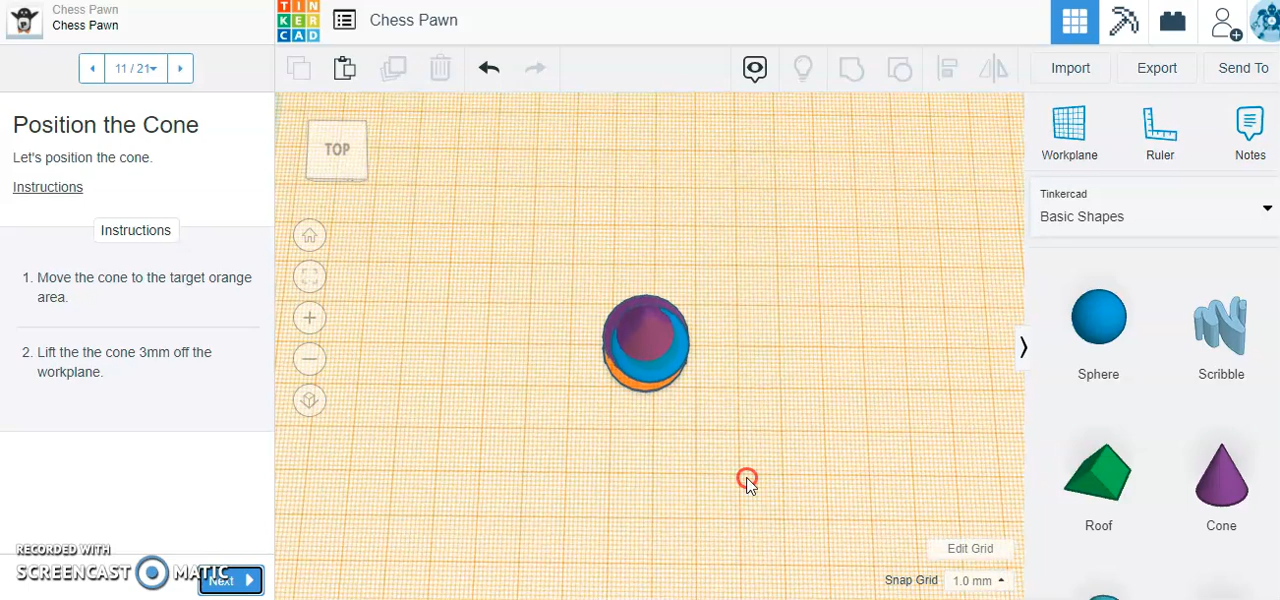 Chess Pawn
Chess Pawn
TIN
KER
CAD
Chess Pawn
11 / 21
Import
Export
Send To
Position the Cone
Let's position the cone.
Instructions
Instructions
1. Move the cone to the target orange
area.
2. Lift the the cone 3mm off the
workplane.
TOP
Workplane
Ruler
Notes
Tinkercad
Basic Shapes
Sphere
Scribble
Roof
Cone
Edit Grid
Snap Grid 1.0 mm
RECORDED WITH
SCREENCAST MATIC
Next